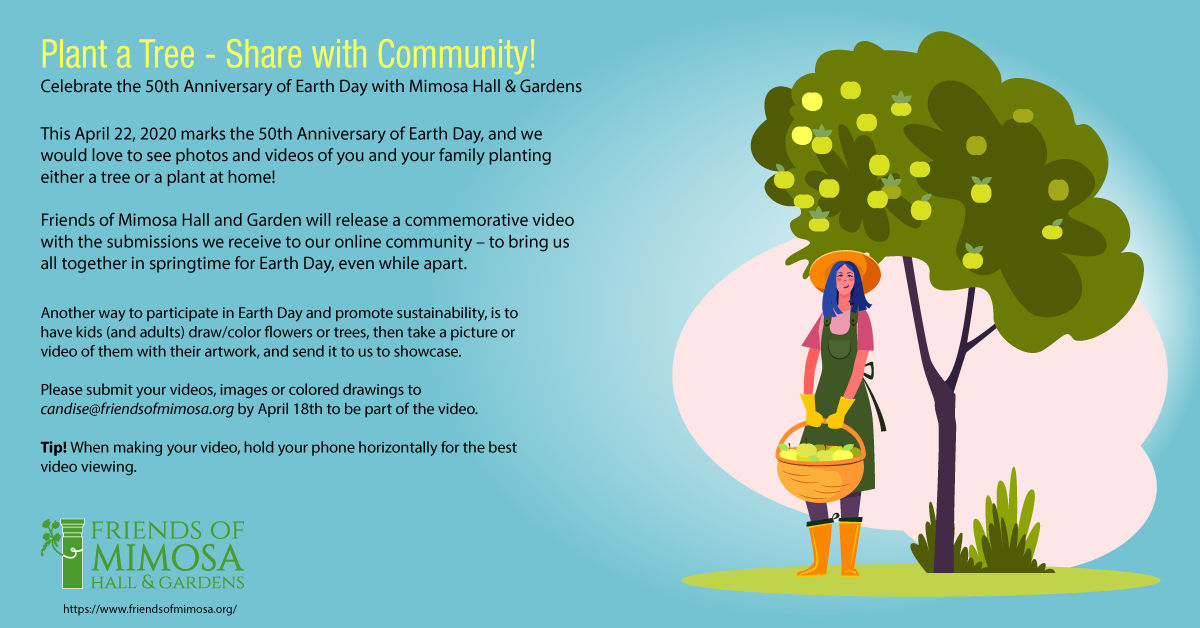 Plant a Tree - Share with Community!
Celebrate the 50th Anniversary of Earth Day with Mimosa Hall & Gardens
This April 22, 2020 marks the 50th Anniversary of Earth Day, and we
would love to see photos and videos of you and your family planting
either a tree or a plant at home!
Friends of Mimosa Hall and Garden will release a commemorative video
with the submissions we receive to our online community – to bring us
all together in springtime for Earth Day, even while apart.
Another way to participate in Earth Day and promote sustainability, is to
have kids (and adults) draw/color flowers or trees, then take a picture or
video of them with their artwork, and send it to us to showcase.
Please submit your videos, images or colored drawings to
candise@friendsofmimosa.org by April 18th to be part of the video.
Tip! When making your video, hold your phone horizontally for the best
video viewing.
FRIENDS OF
MIMOSA
HALL & GARDENS
https://www.friendsofmimosa.org/